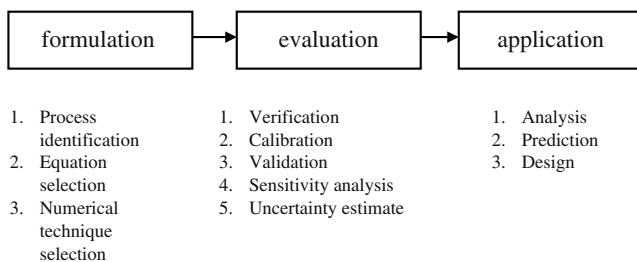 formulation
evaluation
application
1. Process
identification
2. Equation
selection
3. Numerical
technique
selection
1. Verification
2. Calibration
3. Validation
4. Sensitivity analysis
5. Uncertainty estimate
1. Analysis
2. Prediction
3. Design